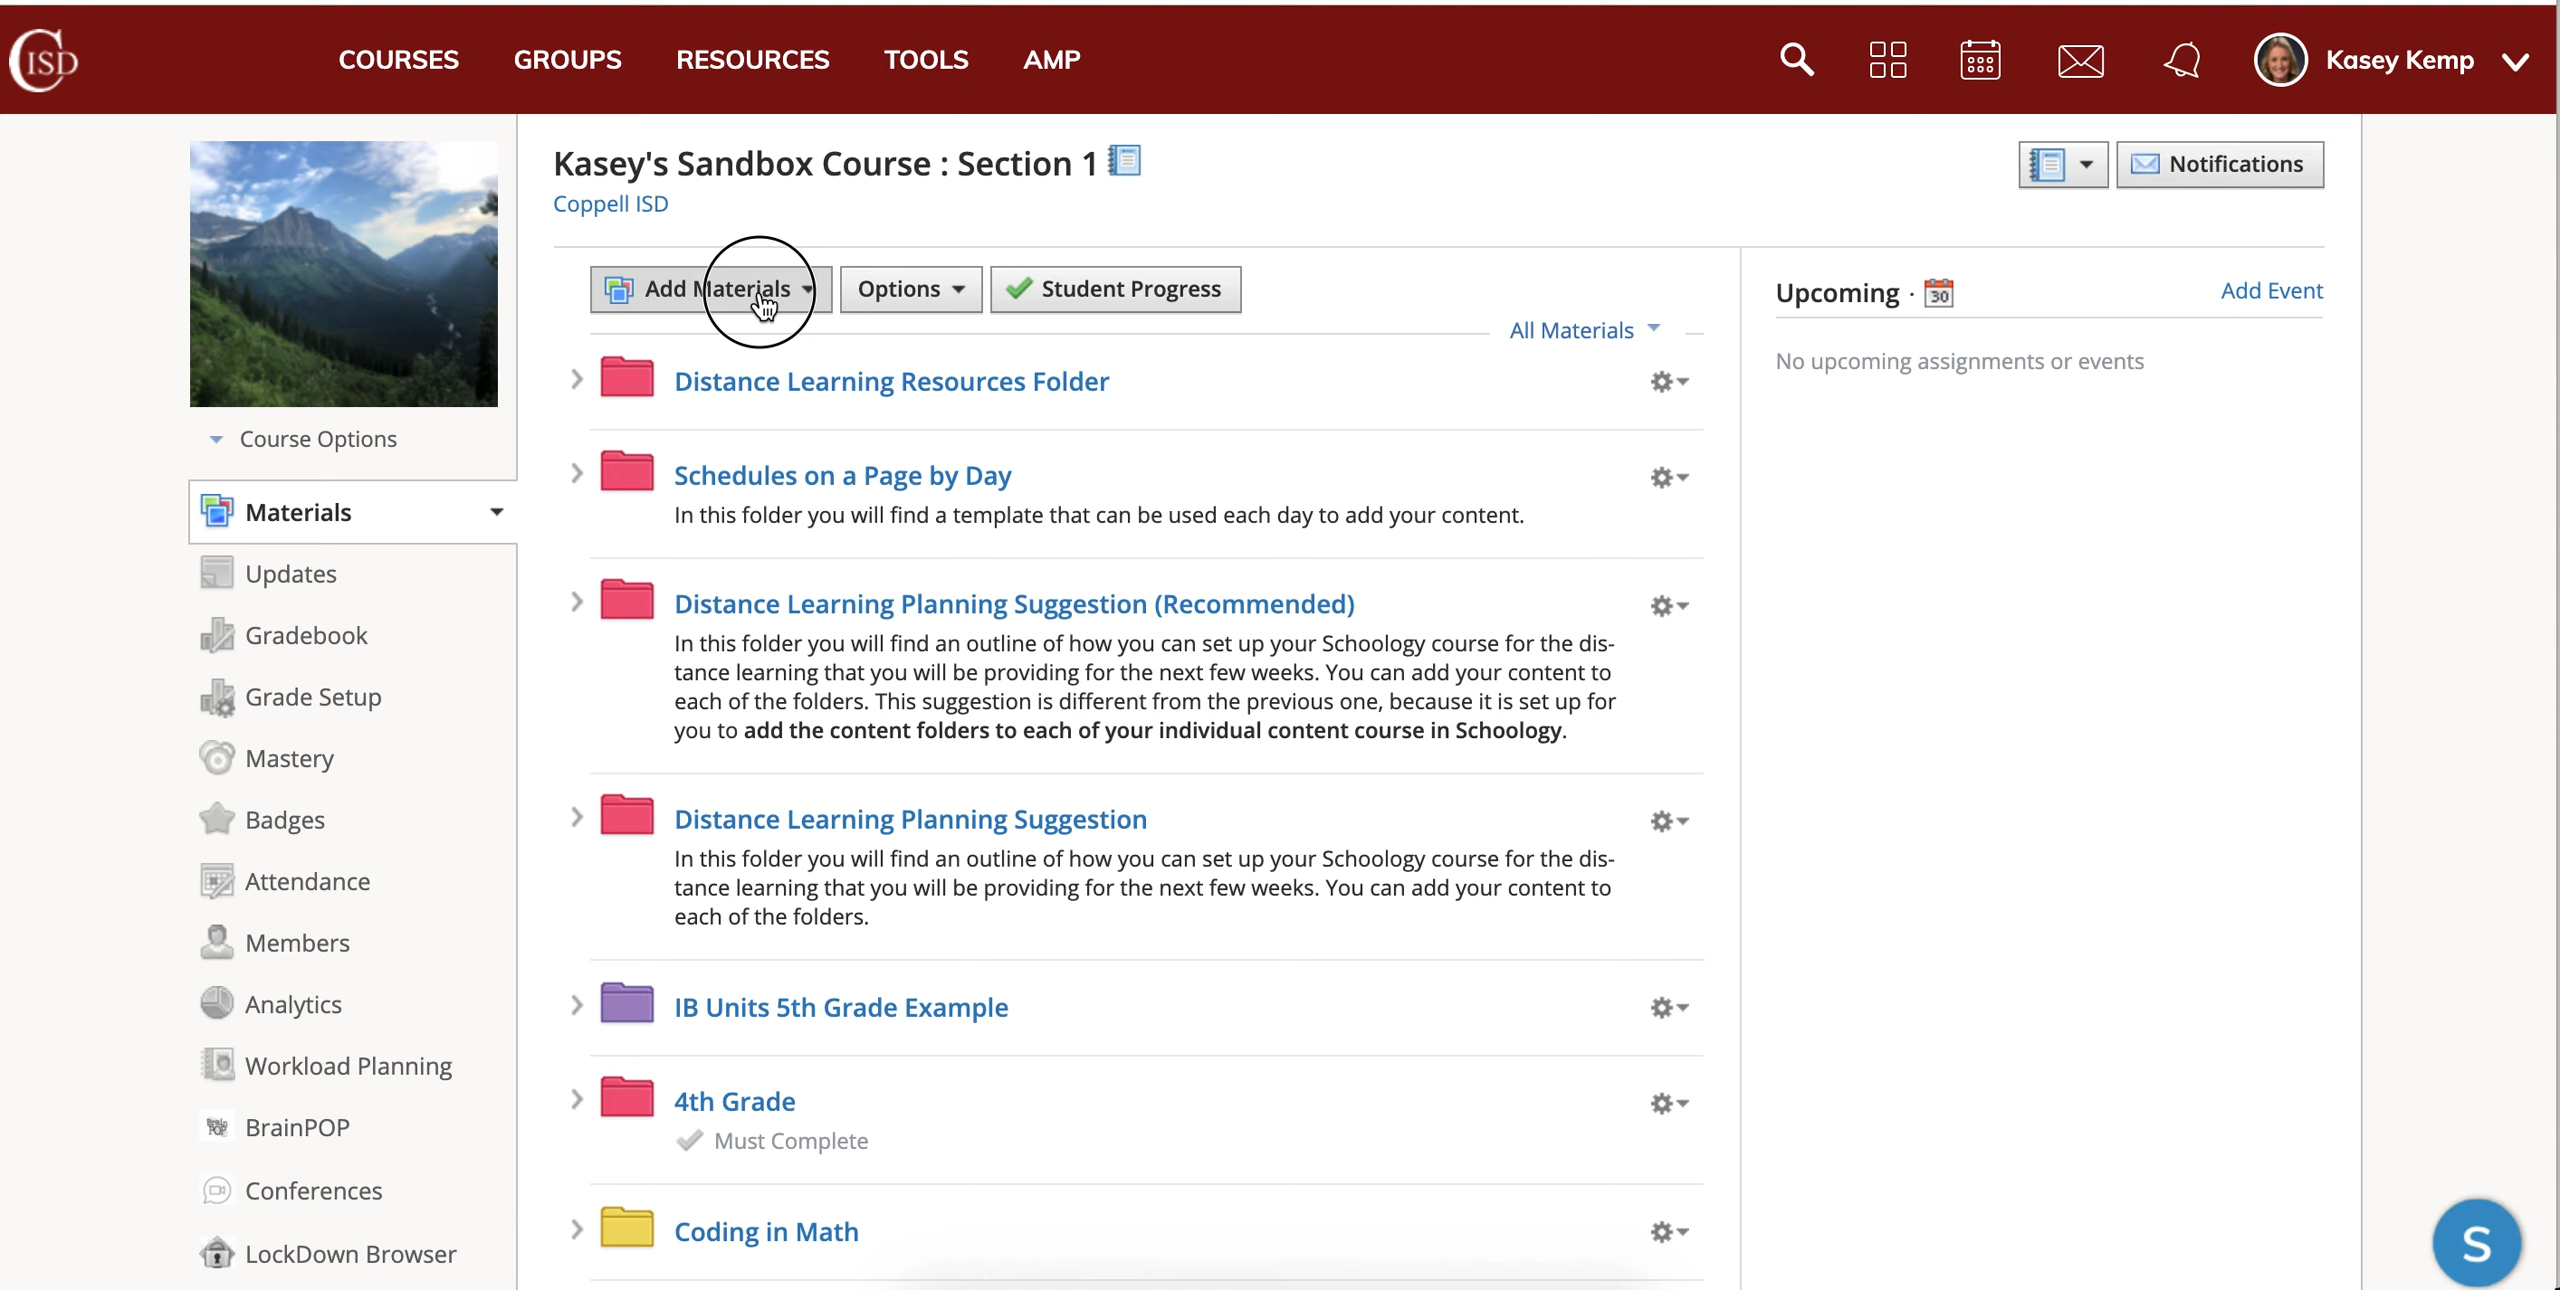 CISD
COURSES
GROUPS
RESOURCES
TOOLS
AMP
Kasey Kemp
Kasey's Sandbox Course : Section 1
Coppell ISD
Notifications
Add Materials
Options
Student Progress
All Materials
Upcoming ·
30
Add Event
No upcoming assignments or events
Course Options
Materials
Updates
Gradebook
Grade Setup
Mastery
Badges
Attendance
Members
Analytics
Workload Planning
BrainPOP
Conferences
LockDown Browser
Distance Learning Resources Folder
Schedules on a Page by Day
In this folder you will find a template that can be used each day to add your content.
Distance Learning Planning Suggestion (Recommended)
In this folder you will find an outline of how you can set up your Schoology course for the dis-
tance learning that you will be providing for the next few weeks. You can add your content to
each of the folders. This suggestion is different from the previous one, because it is set up for
you to add the content folders to each of your individual content course in Schoology.
Distance Learning Planning Suggestion
In this folder you will find an outline of how you can set up your Schoology course for the dis-
tance learning that you will be providing for the next few weeks. You can add your content to
each of the folders.
IB Units 5th Grade Example
4th Grade
Must Complete
Coding in Math
S